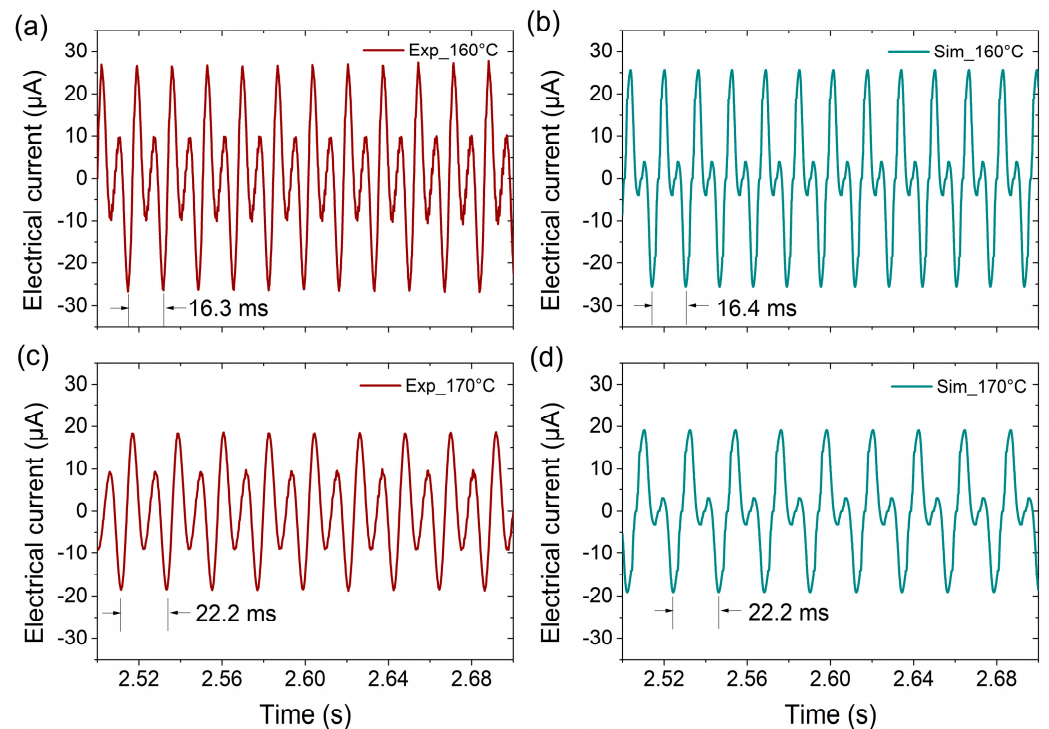 (a)
Exp_160°C
Electrical current (µA)
30
20
10
0
-10
-20
-30
16.3 ms
(b)
Sim_160°C
Electrical current (µA)
30
20
10
0
-10
-20
-30
16.4 ms
(c)
Exp_170°C
Electrical current (µA)
30
20
10
0
-10
-20
-30
22.2 ms
2.52 2.56 2.60 2.64 2.68
Time (s)
(d)
Sim_170°C
Electrical current (µA)
30
20
10
0
-10
-20
-30
22.2 ms
2.52 2.56 2.60 2.64 2.68
Time (s)